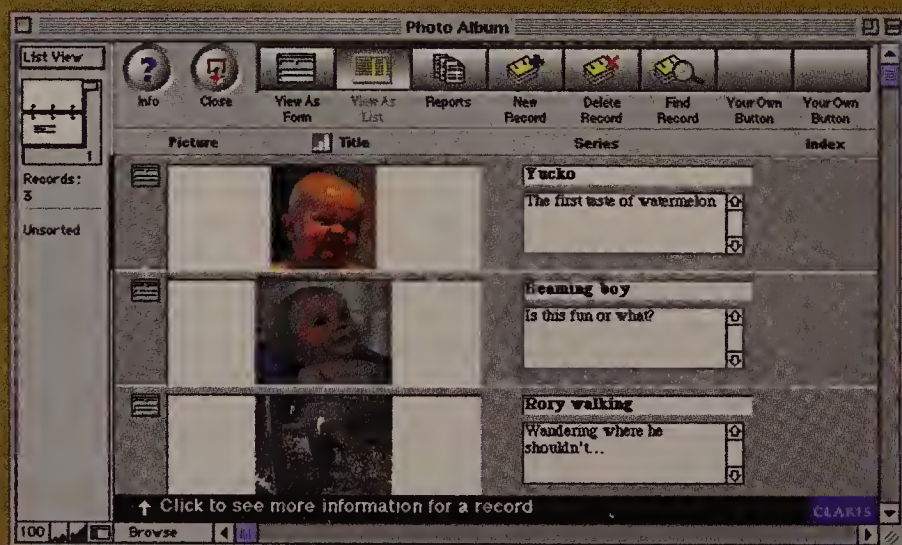 Photo Album
List View
Info
Close
View As Form
View As List
Reports
New Record
Delete Record
Find Record
Your Own Button
Your Own Button
1
Picture
Title
Series
Index
Records:
3
Unsorted
Yucko
The first taste of watermelon
Beaming boy
Is this fun or what?
Rory walking
Wandering where he
shouldn't...
↑ Click to see more information for a record
CLARIS
100
Browse